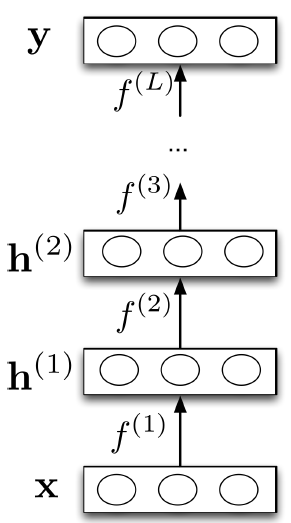 y
f^{(L)}
...
f^{(3)}
h^{(2)}
f^{(2)}
h^{(1)}
f^{(1)}
x